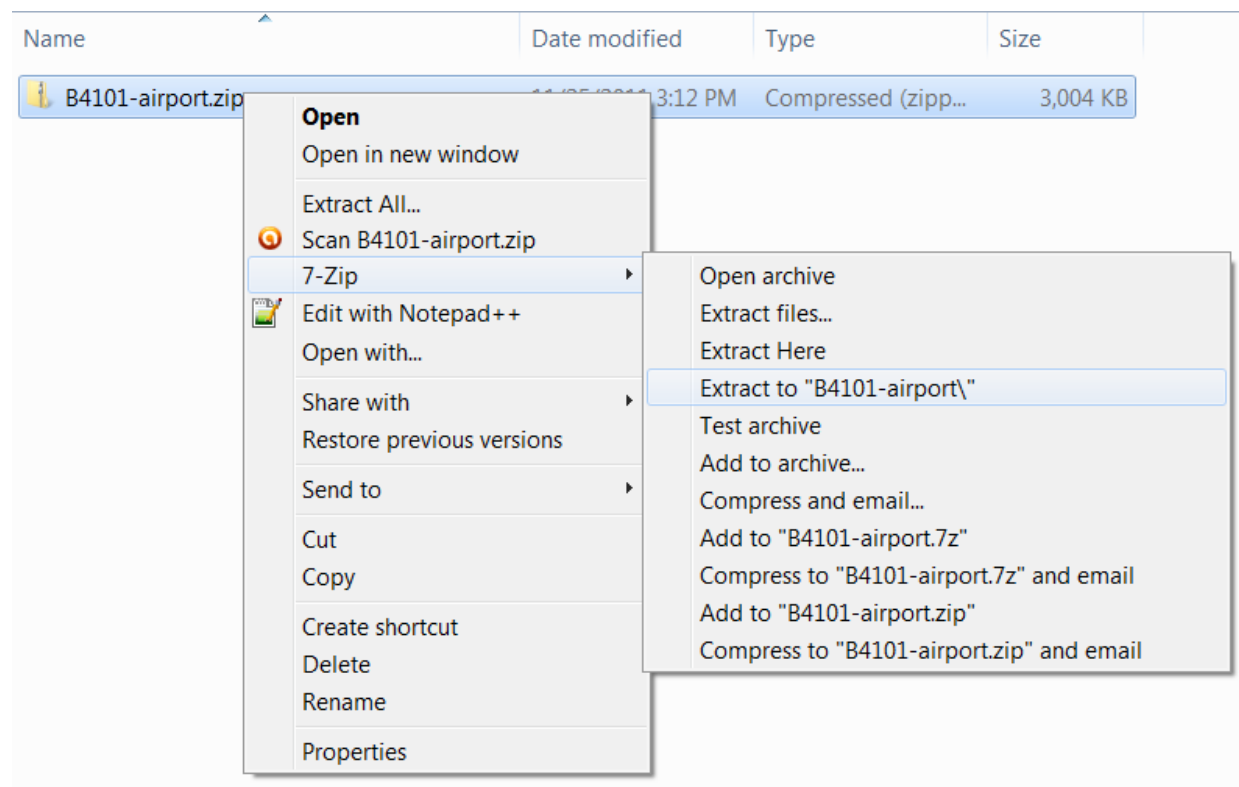 Name Date modified Type Size
B4101-airport.zip 3:12 PM Compressed (zipp... 3,004 KB
Open
Open in new window
Extract All...
Scan B4101-airport.zip
7-Zip
Edit with Notepad++
Open with...
Share with
Restore previous versions
Send to
Cut
Copy
Create shortcut
Delete
Rename
Properties
Open archive
Extract files...
Extract Here
Extract to "B4101-airport\"
Test archive
Add to archive...
Compress and email...
Add to "B4101-airport.7z"
Compress to "B4101-airport.7z" and email
Add to "B4101-airport.zip"
Compress to "B4101-airport.zip" and email